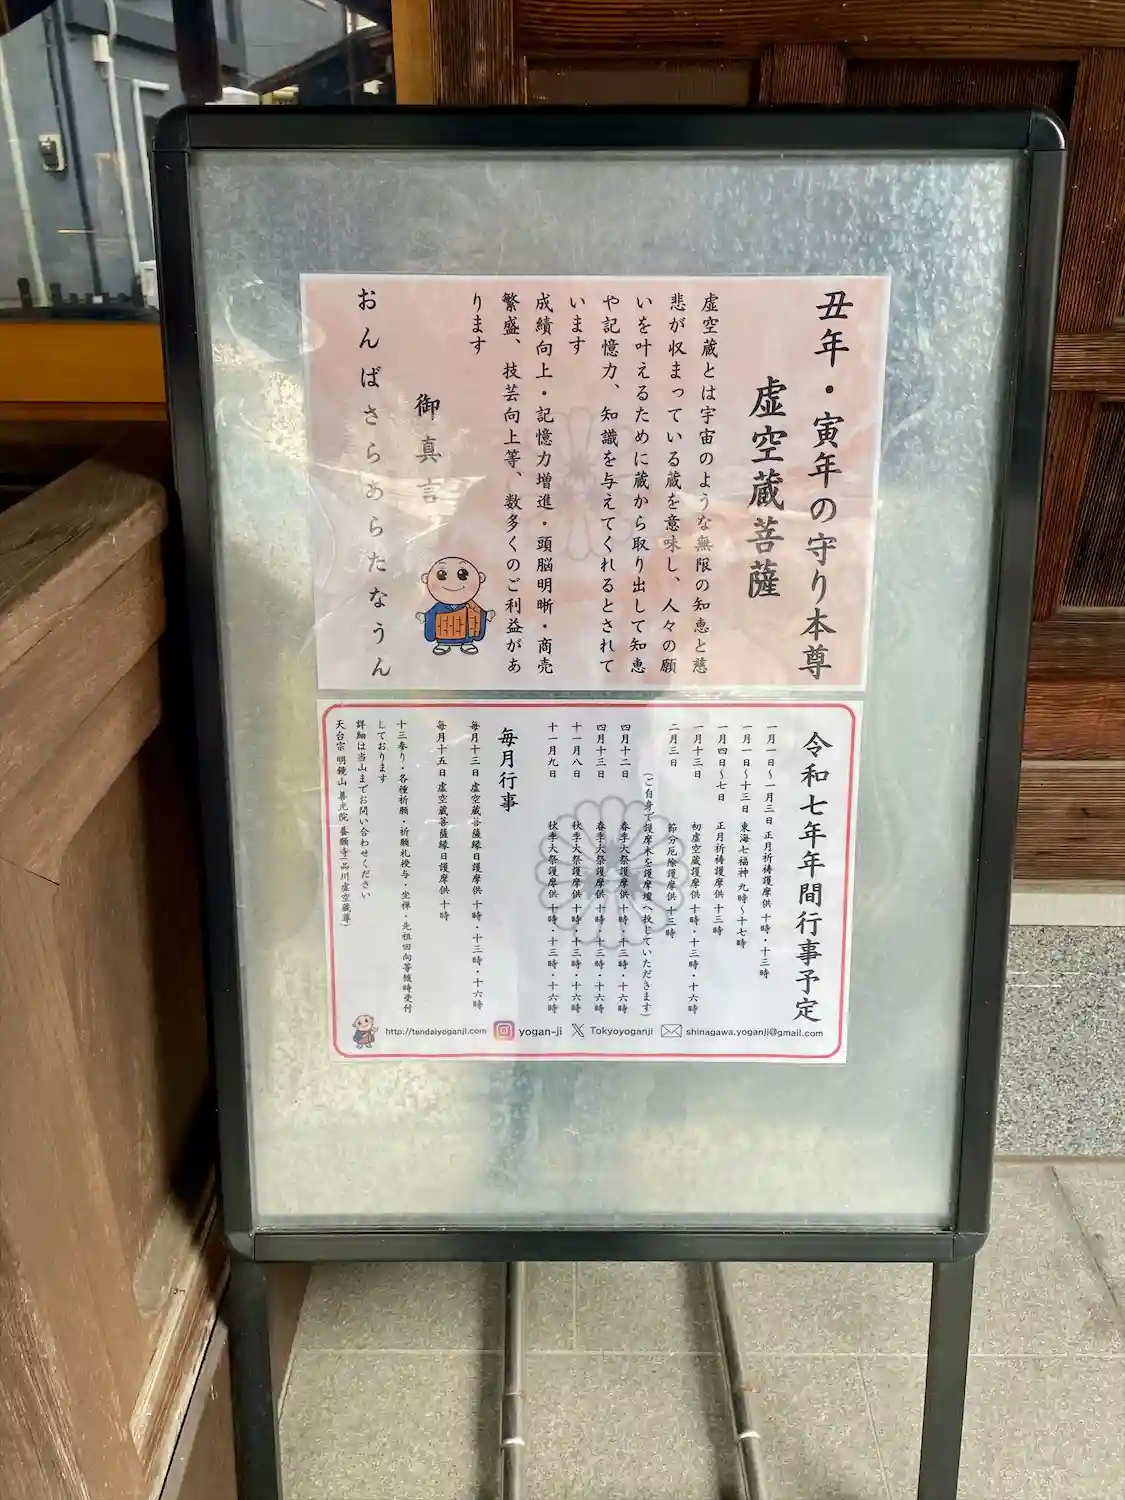 丑年・寅年の守り本尊
虚空蔵菩薩
虚空蔵とは宇宙のような無限の知恵と慈
悲が収まっている蔵を意味し、人々の願
いを叶えるために蔵から取り出して知恵
や記憶力、知識を与えてくれるとされて
います
成績向上・記憶力増進・頭脳明晰・商売
繁盛、技芸向上等、数多くのご利益があ
ります
御真言
おんばさらあらたなうん
令和七年年間行事予定
一月一日〜一月三日 正月祈祷護摩供 十時・十三時
一月一日〜十三日 東海七福神 九時〜十七時
一月四日〜七日 正月祈祷護摩供 十三時
一月十三日 初虚空蔵護摩供 十時・十三時・十六時
二月三日 節分厄除護摩供 十三時
(ご自身で護摩木を護摩壇へ投じていただきます)
四月十二日 春季大祭護摩供 十時・十三時・十六時
四月十三日 春季大祭護摩供 十時・十三時・十六時
十一月八日 秋季大祭護摩供 十時・十三時・十六時
十一月九日 秋季大祭護摩供 十時・十三時・十六時
毎月行事
毎月十三日 虚空蔵菩薩縁日護摩供 十時・十三時・十六時
毎月十五日 虚空蔵菩薩縁日護摩供 十時
十三参り・各種祈願・祈願札授与・坐禅・先祖回向等随時受付
しております
詳細は当山までお問い合わせください
天台宗 明鏡山 善光院 養願寺(品川虚空蔵尊)
http://tendaiyoganji.com yogan-ji Tokyoyoganji shinagawa.yoganji@gmail.com